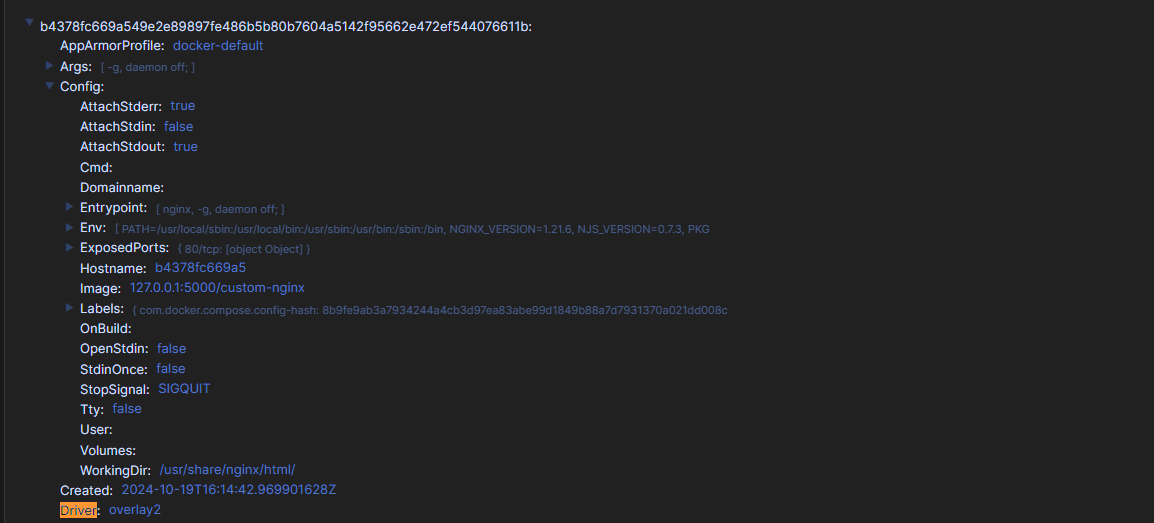 b4378fc669a549e2e89897fe486b5b80b7604a5142f95662e472ef544076611b:
AppArmorProfile: docker-default
Args: [ -g, daemon off; ]
Config:
AttachStderr: true
AttachStdin: false
AttachStdout: true
Cmd:
Domainname:
Entrypoint: [ nginx, -g, daemon off; ]
Env: [ PATH=/usr/local/sbin:/usr/local/bin:/usr/sbin:/usr/bin:/sbin:/bin, NGINX_VERSION=1.21.6, NJS_VERSION=0.7.3, PKG
ExposedPorts: { 80/tcp: [object Object] }
Hostname: b4378fc669a5
Image: 127.0.0.1:5000/custom-nginx
Labels: { com.docker.compose.config-hash: 8b9fe9ab3a7934244a4cb3d97ea83abe99d1849b88a7d7931370a021dd008c
OnBuild:
OpenStdin: false
StdinOnce: false
StopSignal: SIGQUIT
Tty: false
User:
Volumes:
WorkingDir: /usr/share/nginx/html/
Created: 2024-10-19T16:14:42.969901628Z
Driver: overlay2